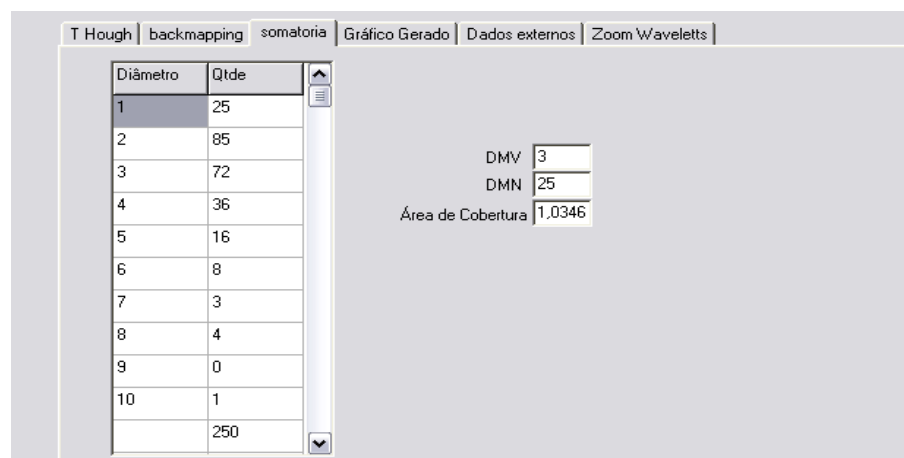 T Hough backmapping somatoria Gráfico Gerado Dados externos Zoom Waveletts
Diâmetro Qtde
1 25
2 85
3 72
4 36
5 16
6 8
7 3
8 4
9 0
10 1
250
DMV 3
DMN 25
Área de Cobertura 1,0346